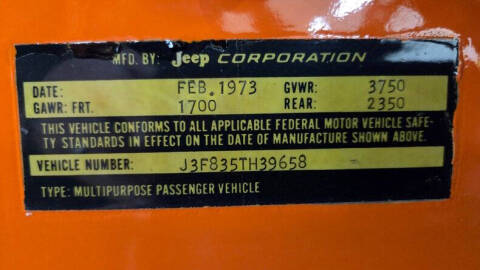 MFD. BY: Jeep CORPORATION
DATE: FEB.1973 GVWR: 3750
GAWR: FRT. 1700 REAR: 2350
THIS VEHICLE CONFORMS TO ALL APPLICABLE FEDERAL MOTOR VEHICLE SAFE-
TY STANDARDS IN EFFECT ON THE DATE OF MANUFACTURE SHOWN ABOVE.
VEHICLE NUMBER: J3F835TH39658
TYPE: MULTIPURPOSE PASSENGER VEHICLE